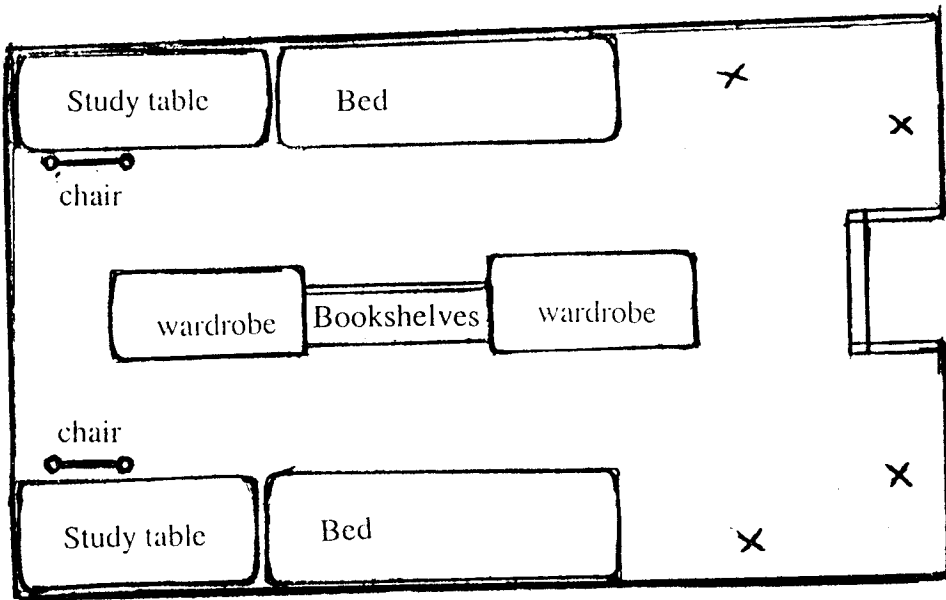 Study table
Bed
chair
wardrobe
Bookshelves
wardrobe
chair
Study table
Bed